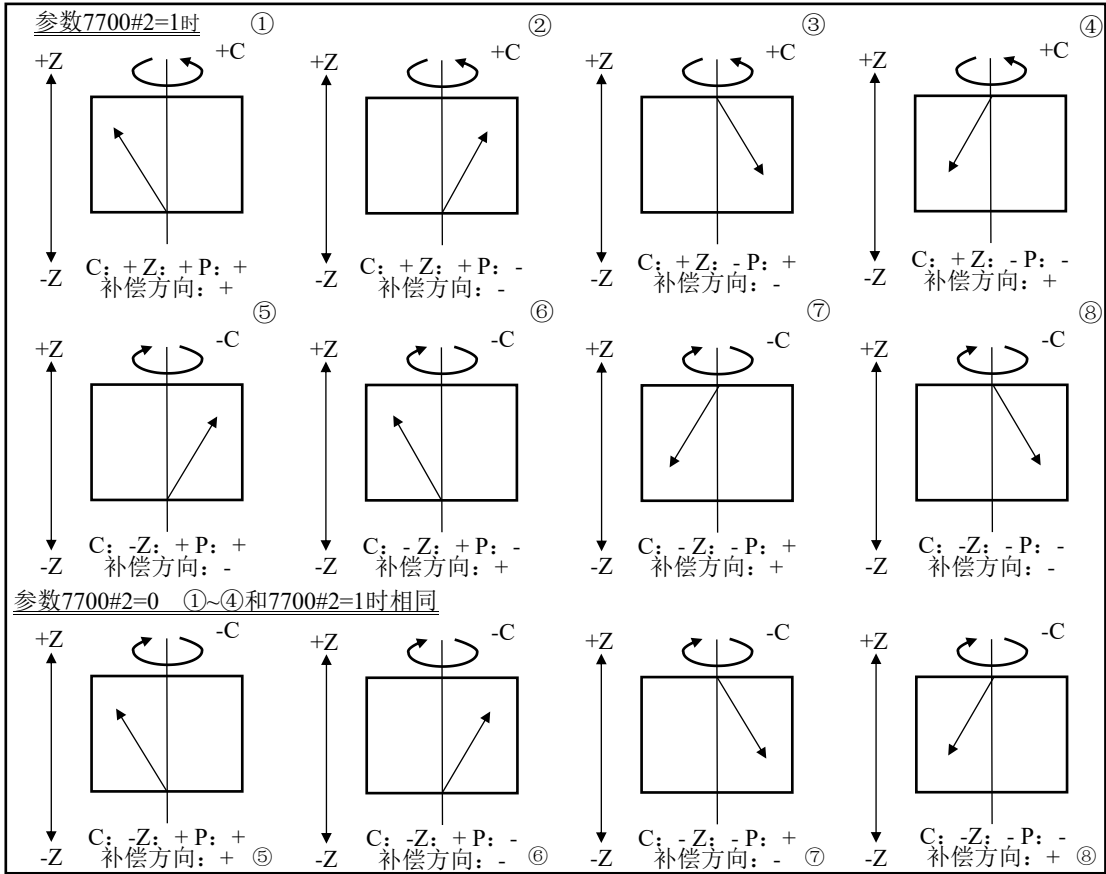 参数7700#2=1时 ① ② ③ ④
+Z +C +Z +C +Z +C +Z +C
-Z C：+ Z：+ P：+ -Z C：+ Z：+ P：- -Z C：+ Z：- P：+ -Z C：+ Z：- P：-
补偿方向：+ 补偿方向：- 补偿方向：- 补偿方向：+
⑤ ⑥ ⑦ ⑧
+Z -C +Z -C +Z -C +Z -C
C：-Z：+ P：+ C：- Z：+ P：- C：- Z：- P：+ C：-Z：- P：-
-Z 补偿方向：- -Z 补偿方向：+ -Z 补偿方向：+ -Z 补偿方向：-
参数7700#2=0 ①~④和7700#2=1时相同
+Z -C +Z -C +Z -C +Z -C
C：-Z：+ P：+ C：-Z：+ P：- C：- Z：- P：+ C：-Z：- P：-
-Z 补偿方向：+ ⑤ -Z 补偿方向：- ⑥ -Z 补偿方向：- ⑦ -Z 补偿方向：+ ⑧